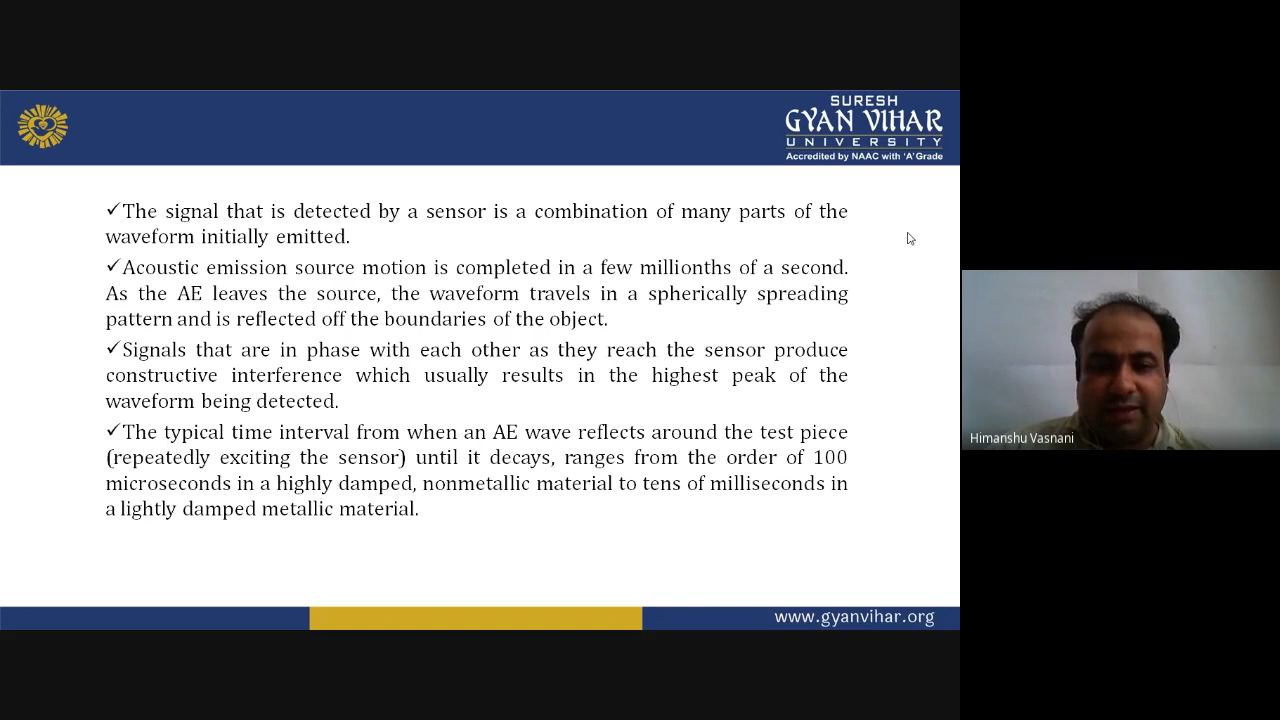 SURESH
GYAN VIHAR
UNIVERSITY
Accredited by NAAC with 'A' Grade
✓The signal that is detected by a sensor is a combination of many parts of the
waveform initially emitted.
✓Acoustic emission source motion is completed in a few millionths of a second.
As the AE leaves the source, the waveform travels in a spherically spreading
pattern and is reflected off the boundaries of the object.
✓Signals that are in phase with each other as they reach the sensor produce
constructive interference which usually results in the highest peak of the
waveform being detected.
✓The typical time interval from when an AE wave reflects around the test piece
(repeatedly exciting the sensor) until it decays, ranges from the order of 100
microseconds in a highly damped, nonmetallic material to tens of milliseconds in
a lightly damped metallic material.
www.gyanvihar.org
Himanshu Vasnani